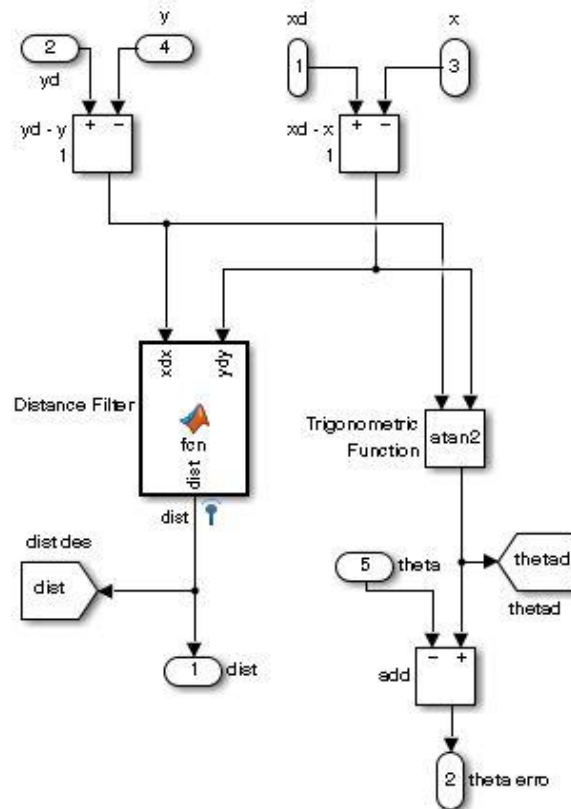 y
xd
x
2
4
1
3
yd
yd - y
+ −
xd - x
+ −
1
1
xdx
ydy
Distance Filter
fcn
dist
Trigonometric
Function
atan2
dist
dist des
dist
5
theta
thetad
thetad
1
dist
− +
add
2
theta erro